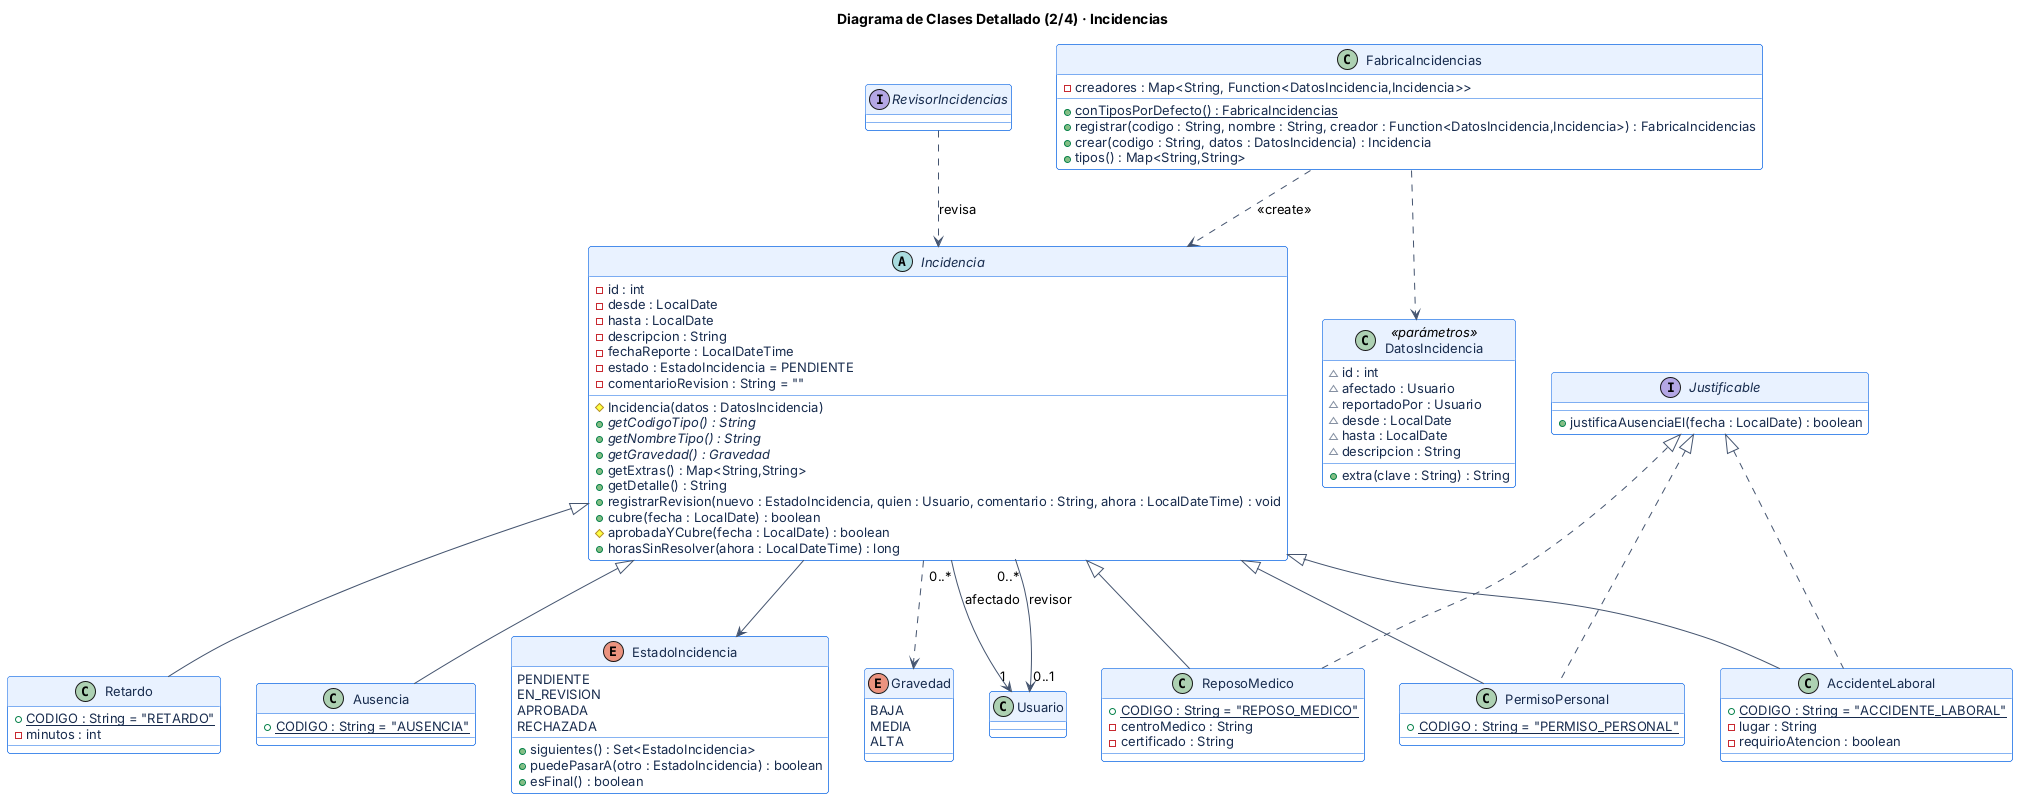 Diagrama de Clases Detallado (2/4) · Incidencias
C FabricaIncidencias
creadores : Map<String, Function<DatosIncidencia,Incidencia>>
conTiposPorDefecto() : FabricaIncidencias
registrar(codigo : String, nombre : String, creador : Function<DatosIncidencia,Incidencia>) : FabricaIncidencias
crear(codigo : String, datos : DatosIncidencia) : Incidencia
tipos() : Map<String,String>
I RevisorIncidencias
revisa
«create»
A Incidencia
id : int
desde : LocalDate
hasta : LocalDate
descripcion : String
fechaReporte : LocalDateTime
estado : EstadoIncidencia = PENDIENTE
comentarioRevision : String = ""
Incidencia(datos : DatosIncidencia)
getCodigoTipo() : String
getNombreTipo() : String
getGravedad() : Gravedad
getExtras() : Map<String,String>
getDetalle() : String
registrarRevision(nuevo : EstadoIncidencia, quien : Usuario, comentario : String, ahora : LocalDateTime) : void
cubre(fecha : LocalDate) : boolean
aprobadaYCubre(fecha : LocalDate) : boolean
horasSinResolver(ahora : LocalDateTime) : long
«parámetros»
C DatosIncidencia
id : int
afectado : Usuario
reportadoPor : Usuario
desde : LocalDate
hasta : LocalDate
descripcion : String
extra(clave : String) : String
I Justificable
justificaAusenciaEl(fecha : LocalDate) : boolean
0..*
0..*
afectado
revisor
1
0..1
C Retardo
CODIGO : String = "RETARDO"
minutos : int
C Ausencia
CODIGO : String = "AUSENCIA"
E EstadoIncidencia
PENDIENTE
EN_REVISION
APROBADA
RECHAZADA
siguientes() : Set<EstadoIncidencia>
puedePasarA(otro : EstadoIncidencia) : boolean
esFinal() : boolean
E Gravedad
BAJA
MEDIA
ALTA
C Usuario
C ReposoMedico
CODIGO : String = "REPOSO_MEDICO"
centroMedico : String
certificado : String
C PermisoPersonal
CODIGO : String = "PERMISO_PERSONAL"
C AccidenteLaboral
CODIGO : String = "ACCIDENTE_LABORAL"
lugar : String
requirioAtencion : boolean